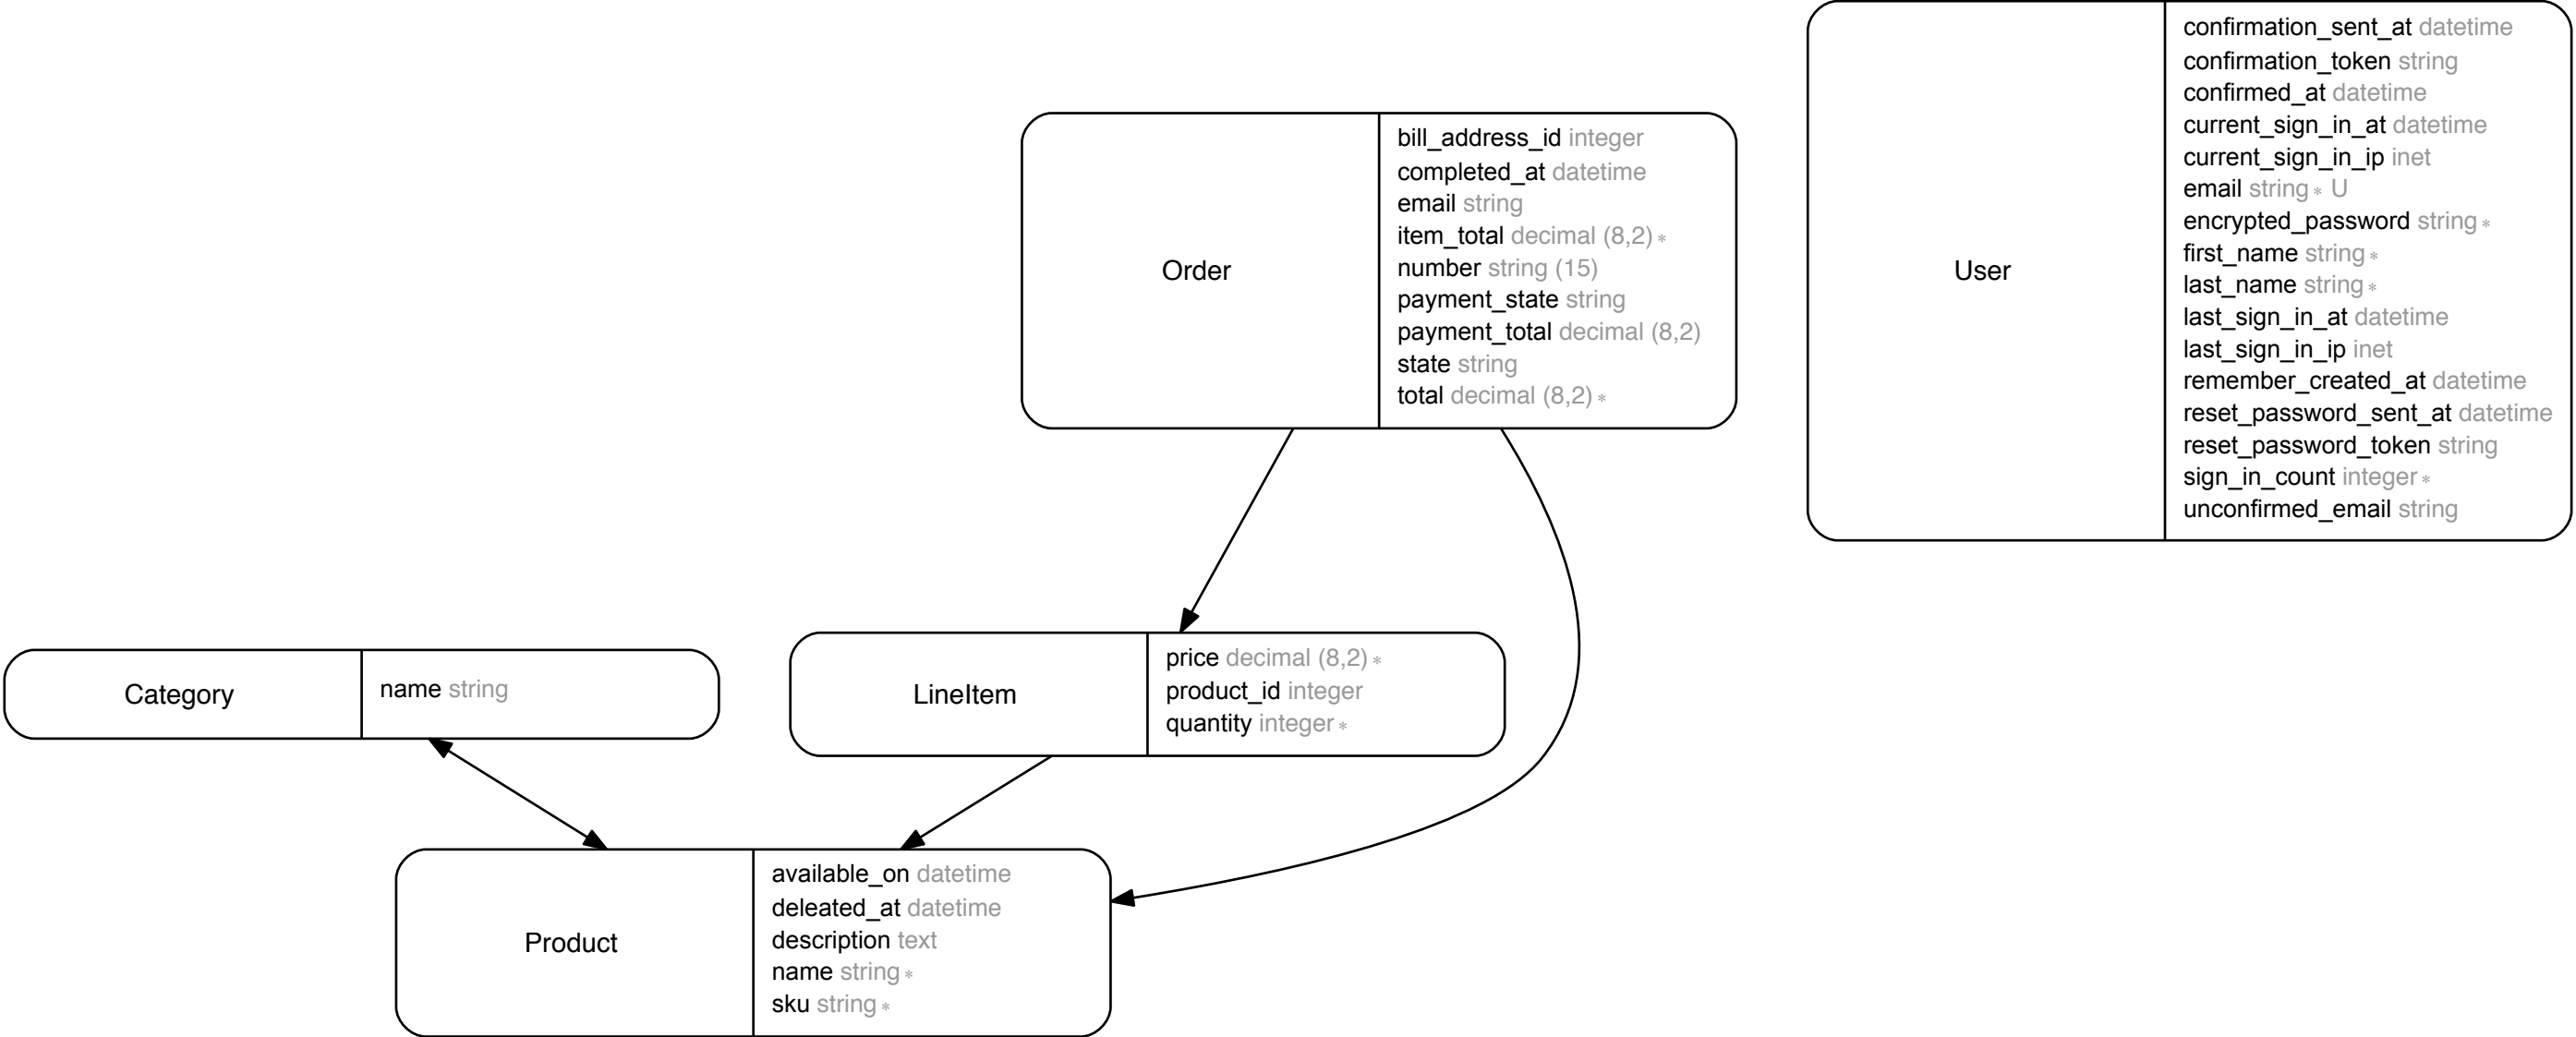 Order
bill_address_id integer
completed_at datetime
email string
item_total decimal (8,2) ∗
number string (15)
payment_state string
payment_total decimal (8,2)
state string
total decimal (8,2) ∗
User
confirmation_sent_at datetime
confirmation_token string
confirmed_at datetime
current_sign_in_at datetime
current_sign_in_ip inet
email string ∗ U
encrypted_password string ∗
first_name string ∗
last_name string ∗
last_sign_in_at datetime
last_sign_in_ip inet
remember_created_at datetime
reset_password_sent_at datetime
reset_password_token string
sign_in_count integer ∗
unconfirmed_email string
Category
name string
LineItem
price decimal (8,2) ∗
product_id integer
quantity integer ∗
Product
available_on datetime
deleated_at datetime
description text
name string ∗
sku string ∗